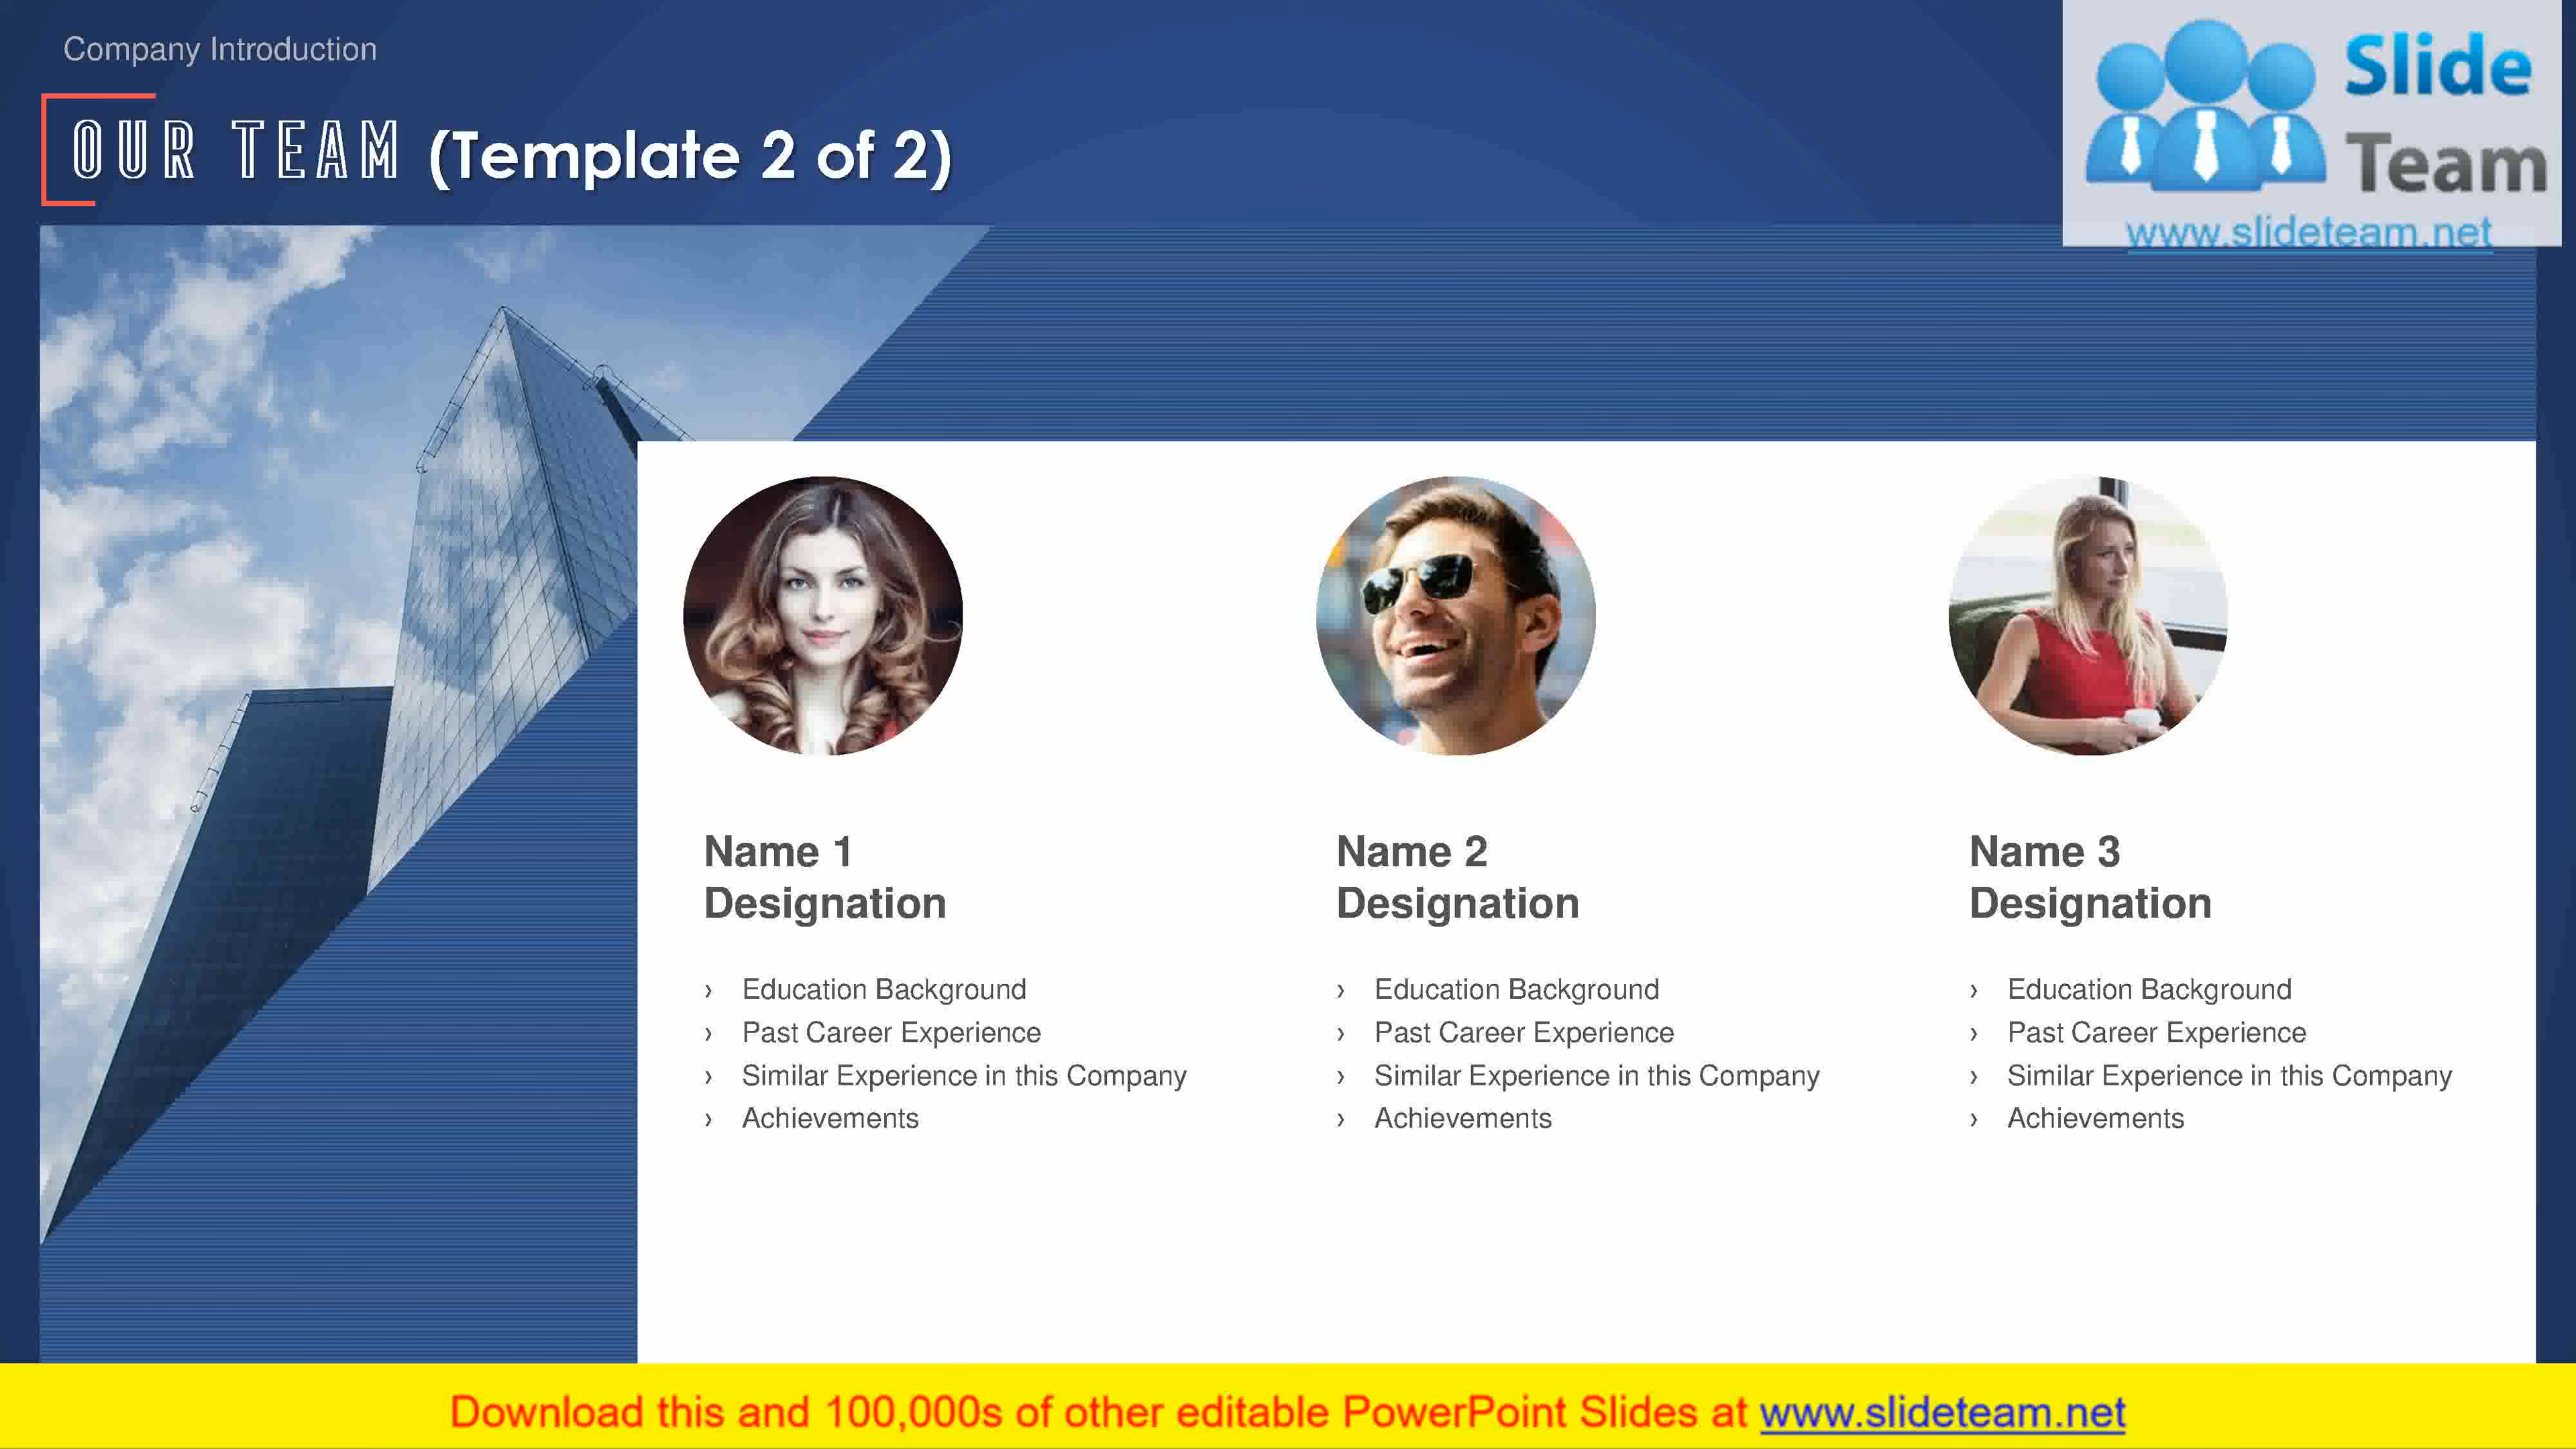 Company Introduction
OUR TEAM (Template 2 of 2)
Slide
Team
www.slideteam.net
Name 1
Designation
› Education Background
› Past Career Experience
› Similar Experience in this Company
› Achievements
Name 2
Designation
› Education Background
› Past Career Experience
› Similar Experience in this Company
› Achievements
Name 3
Designation
› Education Background
› Past Career Experience
› Similar Experience in this Company
› Achievements
Download this and 100,000s of other editable PowerPoint Slides at www.slideteam.net